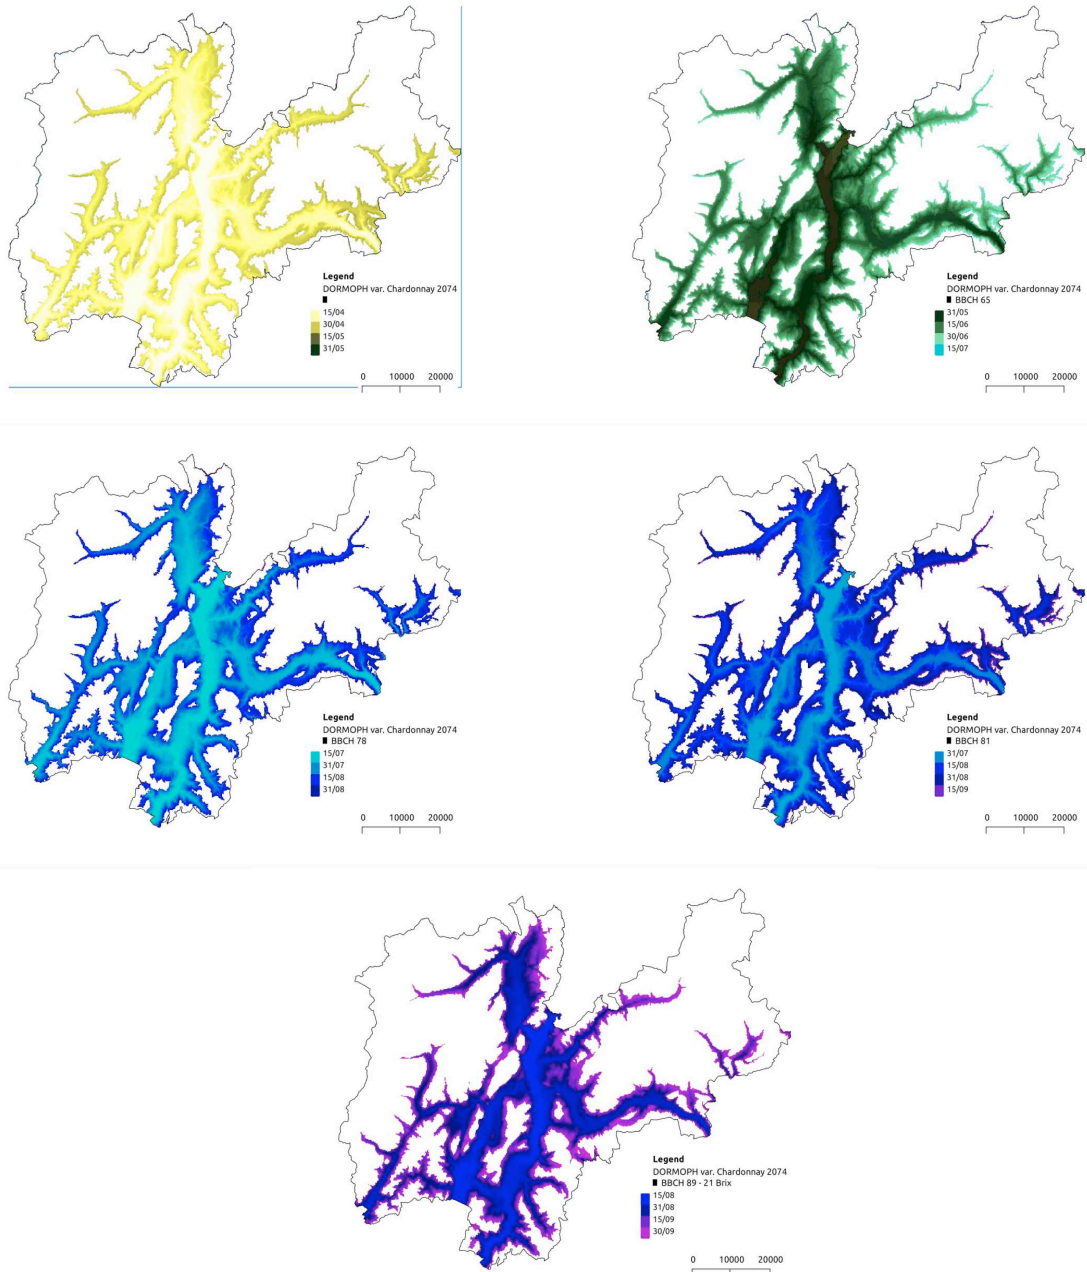 Legend
DORMOPH var. Chardonnay 2074
15/04
30/04
15/05
31/05
0 10000 20000
Legend
DORMOPH var. Chardonnay 2074
BBCH 65
31/05
15/06
30/06
15/07
0 10000 20000
Legend
DORMOPH var. Chardonnay 2074
BBCH 78
15/07
31/07
15/08
31/08
0 10000 20000
Legend
DORMOPH var. Chardonnay 2074
BBCH 81
31/07
15/08
31/08
15/09
0 10000 20000
Legend
DORMOPH var. Chardonnay 2074
BBCH 89 - 21 Brix
15/08
31/08
15/09
30/09
0 10000 20000